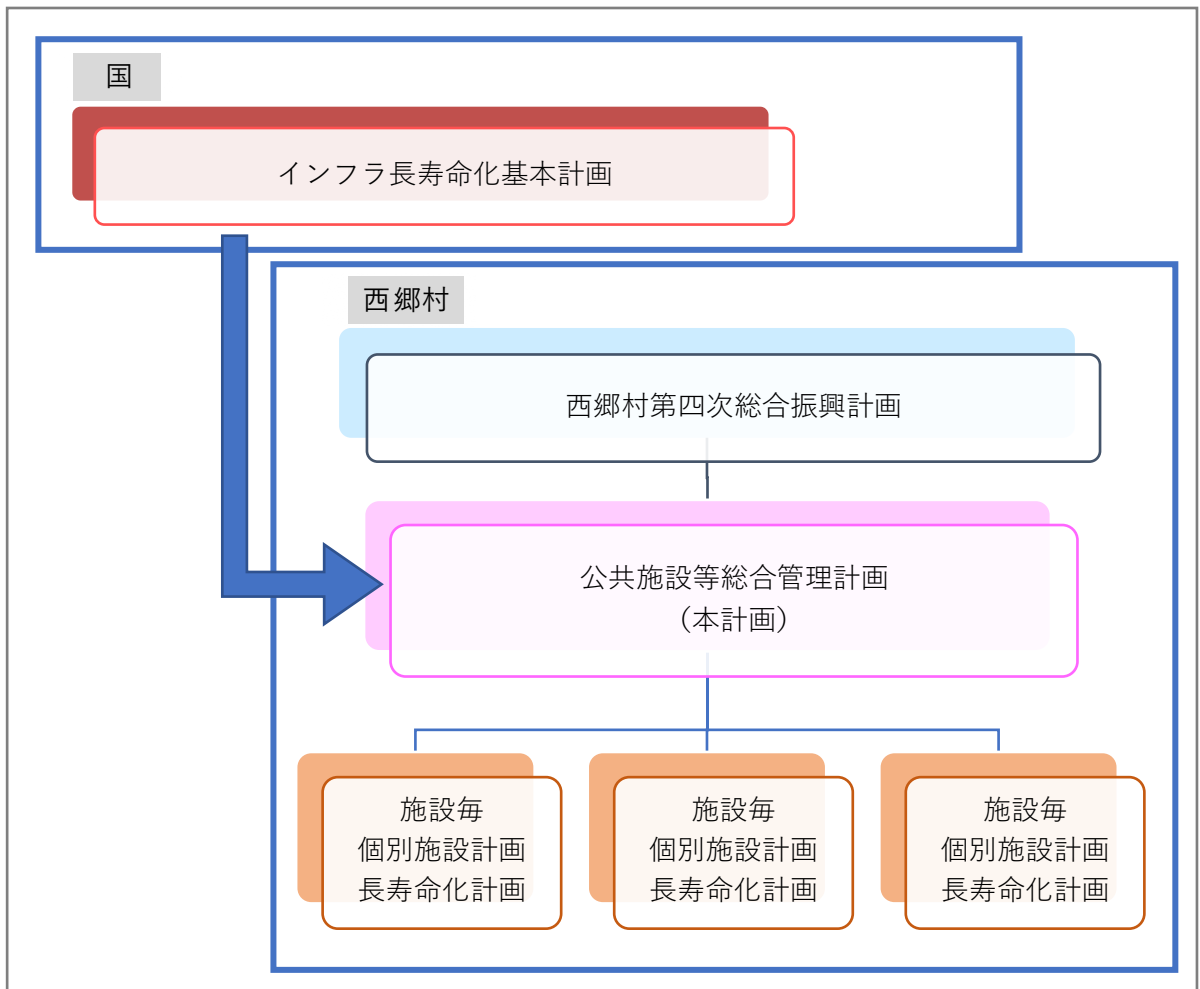 国
インフラ長寿命化基本計画
西郷村
西郷村第四次総合振興計画
公共施設等総合管理計画
（本計画）
施設毎
個別施設計画
長寿命化計画
施設毎
個別施設計画
長寿命化計画
施設毎
個別施設計画
長寿命化計画